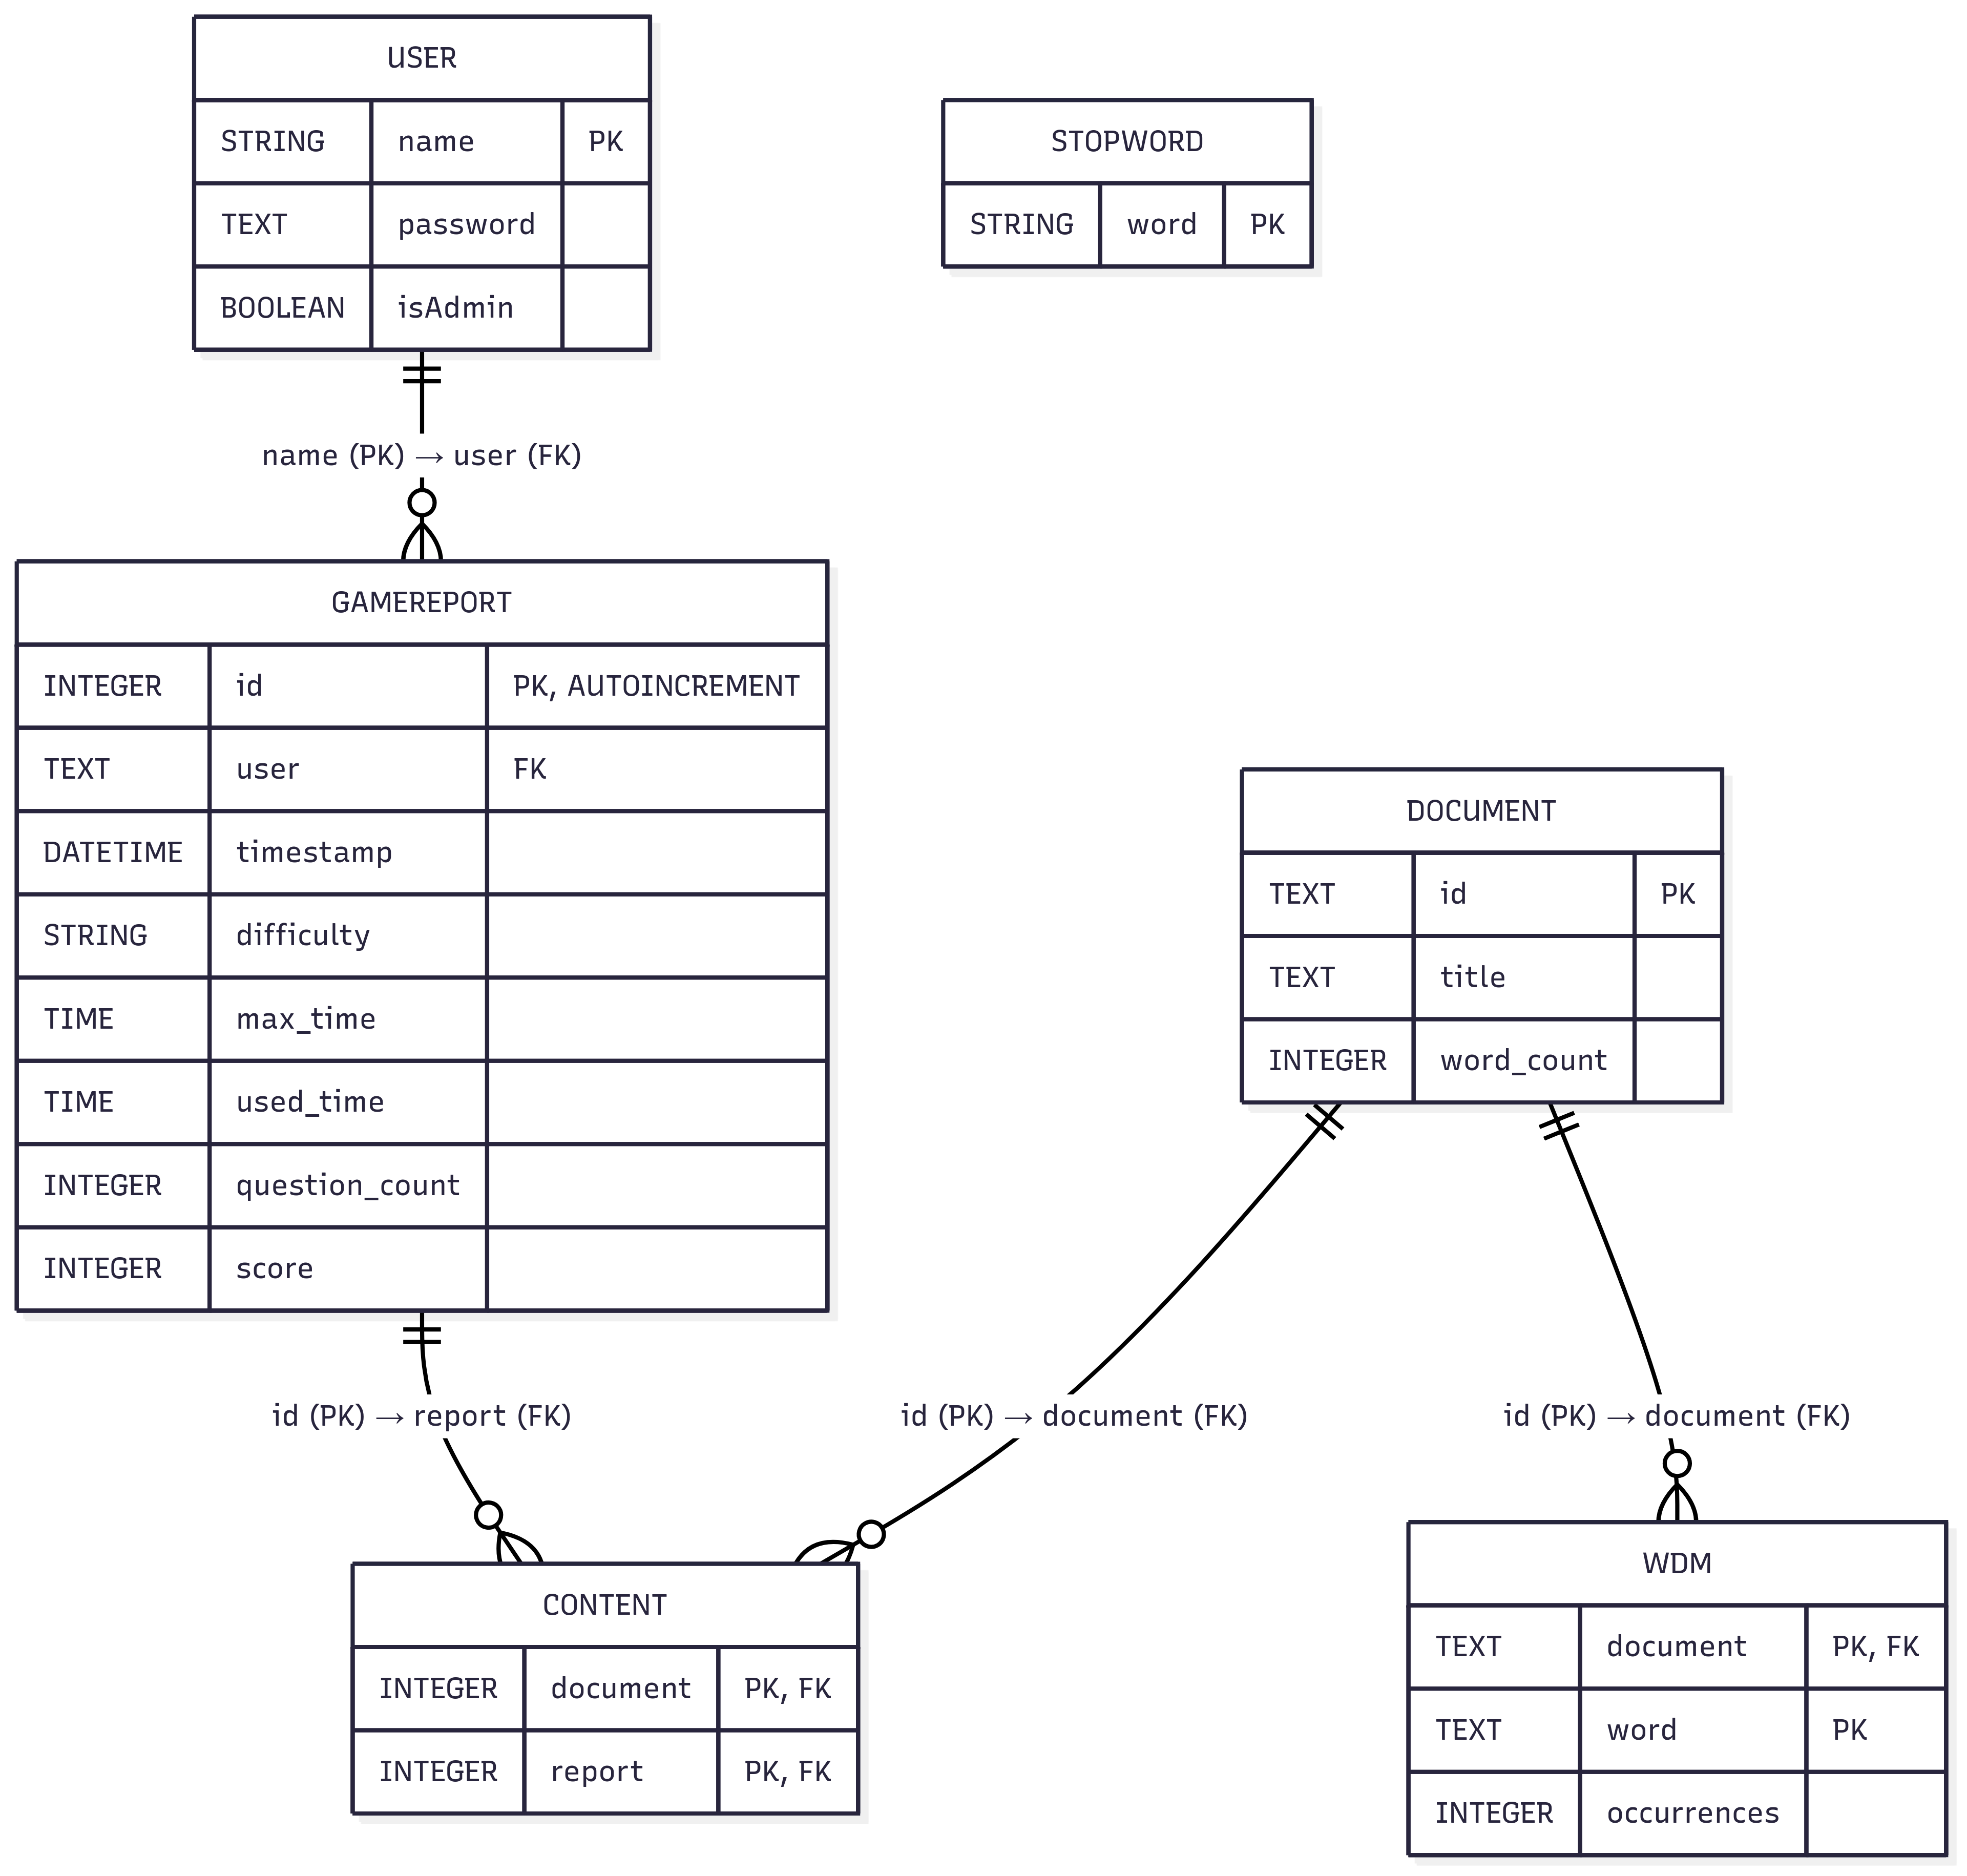 USER
STRING name PK
TEXT password
BOOLEAN isAdmin
STOPWORD
STRING word PK
name (PK) → user (FK)
GAMEREPORT
INTEGER id PK, AUTOINCREMENT
TEXT user FK
DATETIME timestamp
STRING difficulty
TIME max_time
TIME used_time
INTEGER question_count
INTEGER score
DOCUMENT
TEXT id PK
TEXT title
INTEGER word_count
id (PK) → report (FK)
id (PK) → document (FK)
id (PK) → document (FK)
CONTENT
INTEGER document PK, FK
INTEGER report PK, FK
WDM
TEXT document PK, FK
TEXT word PK
INTEGER occurrences